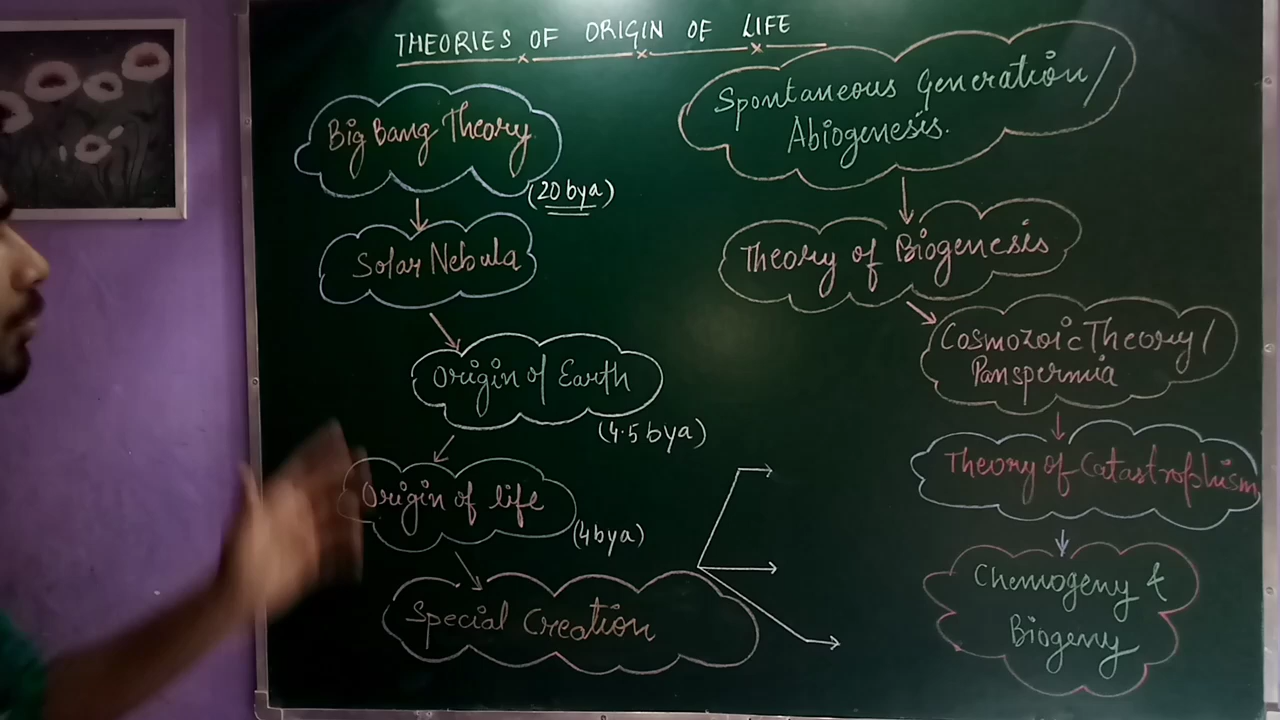 THEORIES OF ORIGIN OF LIFE
Big Bang Theory
(20 bya)
Solar Nebula
Origin of Earth
(4.5 bya)
Origin of life
(4 bya)
Special Creation
Spontaneous Generation/
Abiogenesis.
Theory of Biogenesis
Cosmozoic Theory/
Panspermia
Theory of Catastrophism
Chemogeny &
Biogeny